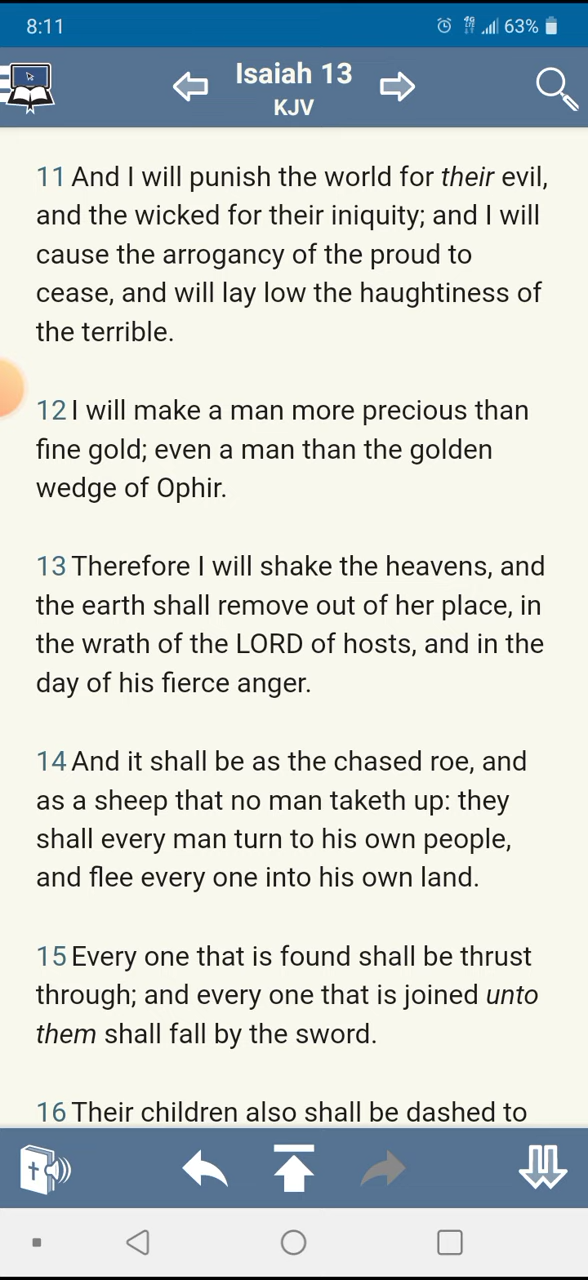 8:11
4G
63%
Isaiah 13
KJV
11 And I will punish the world for their evil,
and the wicked for their iniquity; and I will
cause the arrogancy of the proud to
cease, and will lay low the haughtiness of
the terrible.
12 I will make a man more precious than
fine gold; even a man than the golden
wedge of Ophir.
13 Therefore I will shake the heavens, and
the earth shall remove out of her place, in
the wrath of the LORD of hosts, and in the
day of his fierce anger.
14 And it shall be as the chased roe, and
as a sheep that no man taketh up: they
shall every man turn to his own people,
and flee every one into his own land.
15 Every one that is found shall be thrust
through; and every one that is joined unto
them shall fall by the sword.
16 Their children also shall be dashed to